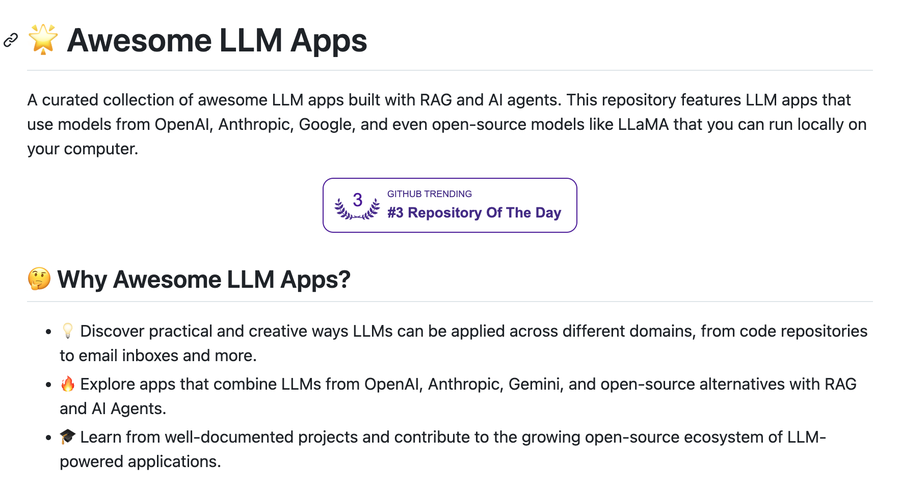 🌟 Awesome LLM Apps
A curated collection of awesome LLM apps built with RAG and AI agents. This repository features LLM apps that
use models from OpenAI, Anthropic, Google, and even open-source models like LLaMA that you can run locally on
your computer.
3
GITHUB TRENDING
#3 Repository Of The Day
🤔 Why Awesome LLM Apps?
• 💡 Discover practical and creative ways LLMs can be applied across different domains, from code repositories
to email inboxes and more.
• 🔥 Explore apps that combine LLMs from OpenAI, Anthropic, Gemini, and open-source alternatives with RAG
and AI Agents.
• 🎓 Learn from well-documented projects and contribute to the growing open-source ecosystem of LLM-
powered applications.